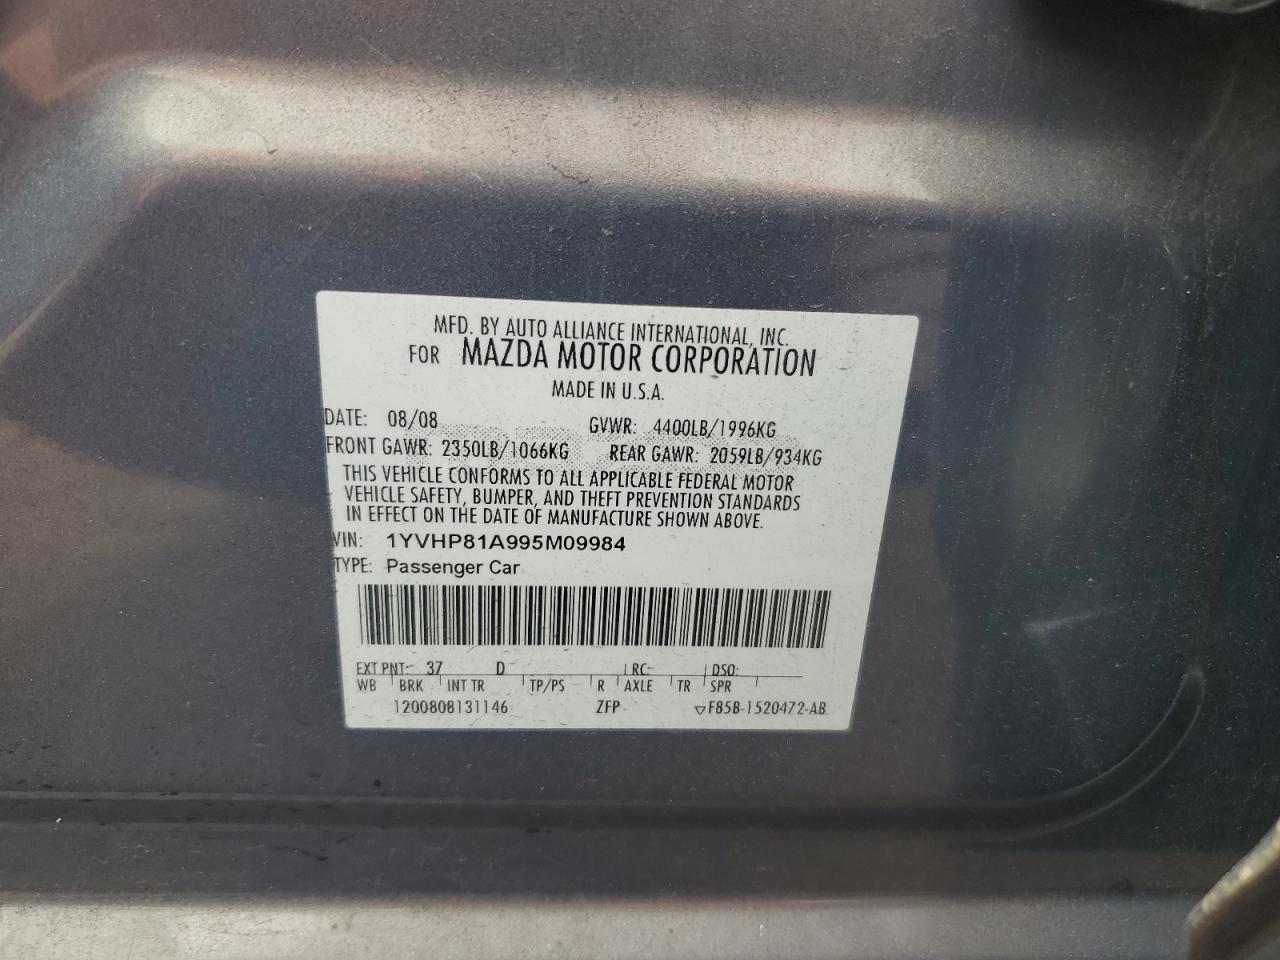 MFD. BY AUTO ALLIANCE INTERNATIONAL, INC.
FOR MAZDA MOTOR CORPORATION
MADE IN U.S.A.
DATE: 08/08 GVWR: 4400LB/1996KG
FRONT GAWR: 2350LB/1066KG REAR GAWR: 2059LB/934KG
THIS VEHICLE CONFORMS TO ALL APPLICABLE FEDERAL MOTOR
VEHICLE SAFETY, BUMPER, AND THEFT PREVENTION STANDARDS
IN EFFECT ON THE DATE OF MANUFACTURE SHOWN ABOVE.
VIN: 1YVHP81A995M09984
TYPE: Passenger Car
EXT PNT: 37 D RC: DSO:
WB BRK INT TR TP/PS R AXLE TR SPR
1200808131146 ZFP ▽F85B-1520472-AB